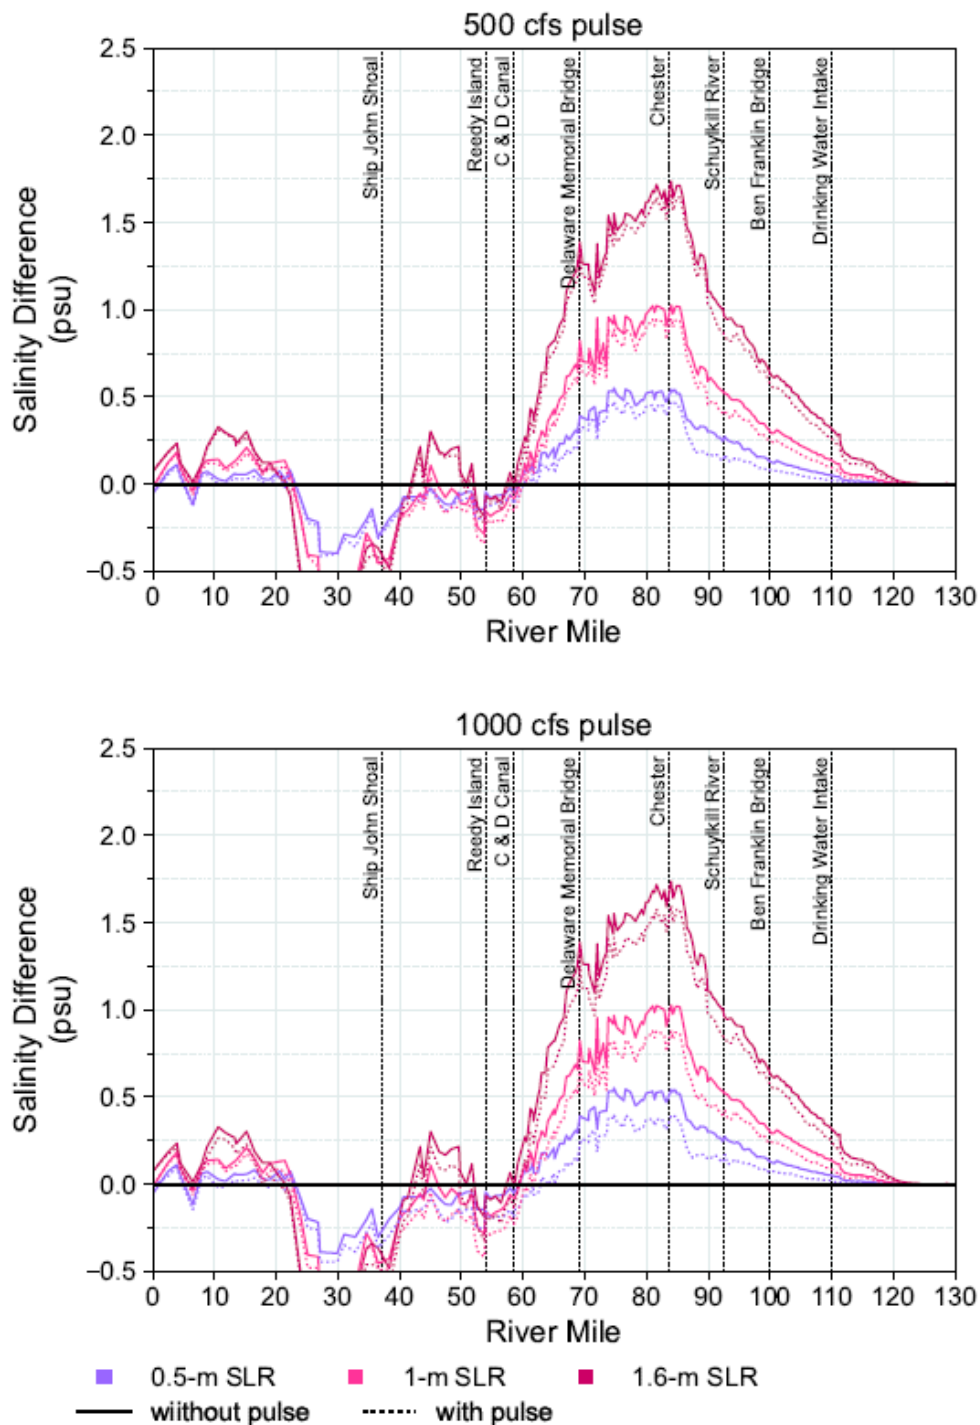 500 cfs pulse
2.5
2.0
1.5
1.0
0.5
0.0
−0.5
Salinity Difference
(psu)
Ship John Shoal
Reedy Island
C & D Canal
Delaware Memorial Bridge
Chester
Schuylkill River
Ben Franklin Bridge
Drinking Water Intake
0 10 20 30 40 50 60 70 80 90 100 110 120 130
River Mile
1000 cfs pulse
2.5
2.0
1.5
1.0
0.5
0.0
−0.5
Salinity Difference
(psu)
Ship John Shoal
Reedy Island
C & D Canal
Delaware Memorial Bridge
Chester
Schuylkill River
Ben Franklin Bridge
Drinking Water Intake
0 10 20 30 40 50 60 70 80 90 100 110 120 130
River Mile
0.5-m SLR 1-m SLR 1.6-m SLR
wiithout pulse with pulse